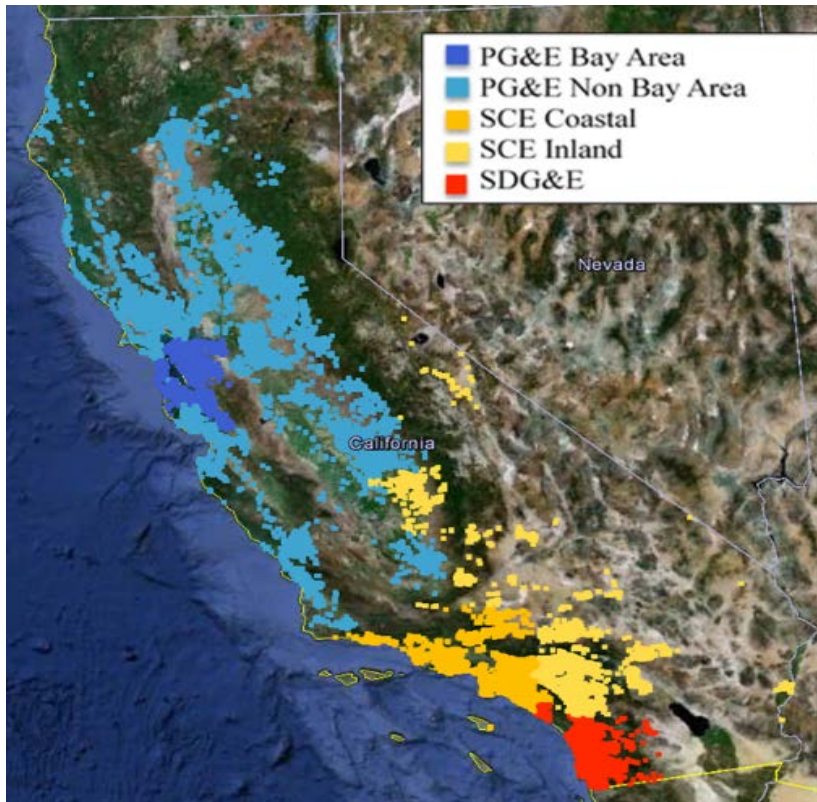 PG&E Bay Area
PG&E Non Bay Area
SCE Coastal
SCE Inland
SDG&E
Nevada
California